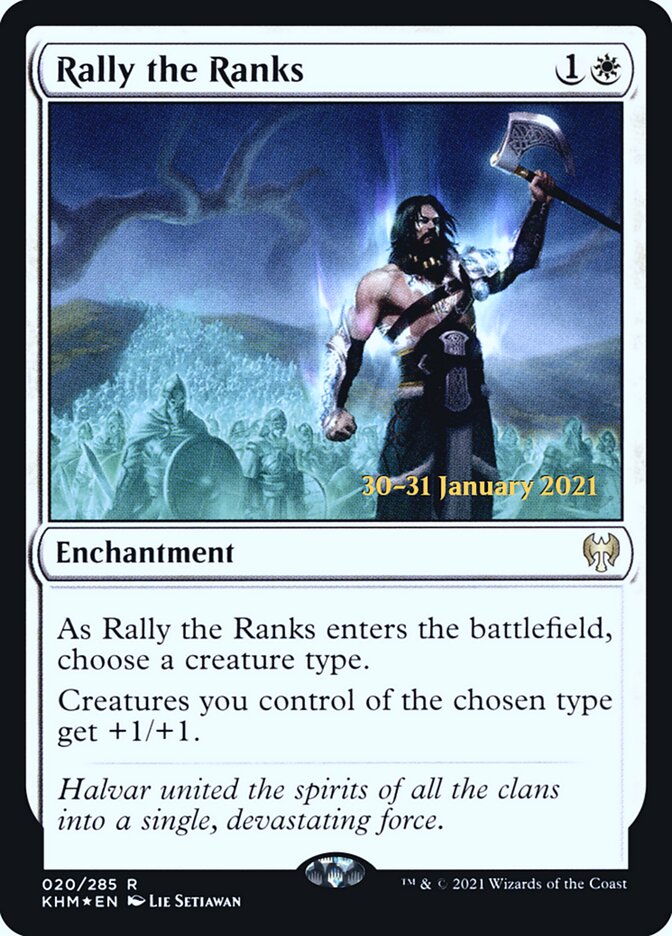 Rally the Ranks 1
30–31 January 2021
Enchantment
As Rally the Ranks enters the battlefield,
choose a creature type.
Creatures you control of the chosen type
get +1/+1.
Halvar united the spirits of all the clans
into a single, devastating force.
020/285 R
KHM★EN Lie Setiawan
™ & © 2021 Wizards of the Coast